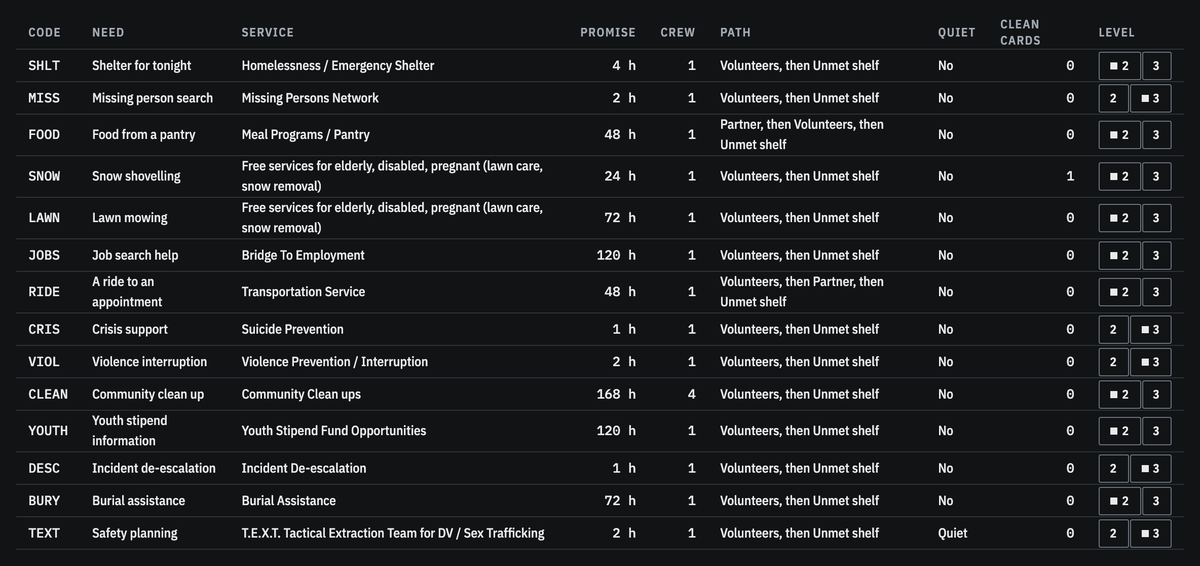 CODE NEED SERVICE PROMISE CREW PATH QUIET CLEAN CARDS LEVEL
SHLT Shelter for tonight Homelessness / Emergency Shelter 4 h 1 Volunteers, then Unmet shelf No 0 2 3
MISS Missing person search Missing Persons Network 2 h 1 Volunteers, then Unmet shelf No 0 2 3
FOOD Food from a pantry Meal Programs / Pantry 48 h 1 Partner, then Volunteers, then Unmet shelf No 0 2 3
SNOW Snow shovelling Free services for elderly, disabled, pregnant (lawn care, snow removal) 24 h 1 Volunteers, then Unmet shelf No 1 2 3
LAWN Lawn mowing Free services for elderly, disabled, pregnant (lawn care, snow removal) 72 h 1 Volunteers, then Unmet shelf No 0 2 3
JOBS Job search help Bridge To Employment 120 h 1 Volunteers, then Unmet shelf No 0 2 3
RIDE A ride to an appointment Transportation Service 48 h 1 Volunteers, then Partner, then Unmet shelf No 0 2 3
CRIS Crisis support Suicide Prevention 1 h 1 Volunteers, then Unmet shelf No 0 2 3
VIOL Violence interruption Violence Prevention / Interruption 2 h 1 Volunteers, then Unmet shelf No 0 2 3
CLEAN Community clean up Community Clean ups 168 h 4 Volunteers, then Unmet shelf No 0 2 3
YOUTH Youth stipend information Youth Stipend Fund Opportunities 120 h 1 Volunteers, then Unmet shelf No 0 2 3
DESC Incident de-escalation Incident De-escalation 1 h 1 Volunteers, then Unmet shelf No 0 2 3
BURY Burial assistance Burial Assistance 72 h 1 Volunteers, then Unmet shelf No 0 2 3
TEXT Safety planning T.E.X.T. Tactical Extraction Team for DV / Sex Trafficking 2 h 1 Volunteers, then Unmet shelf Quiet 0 2 3